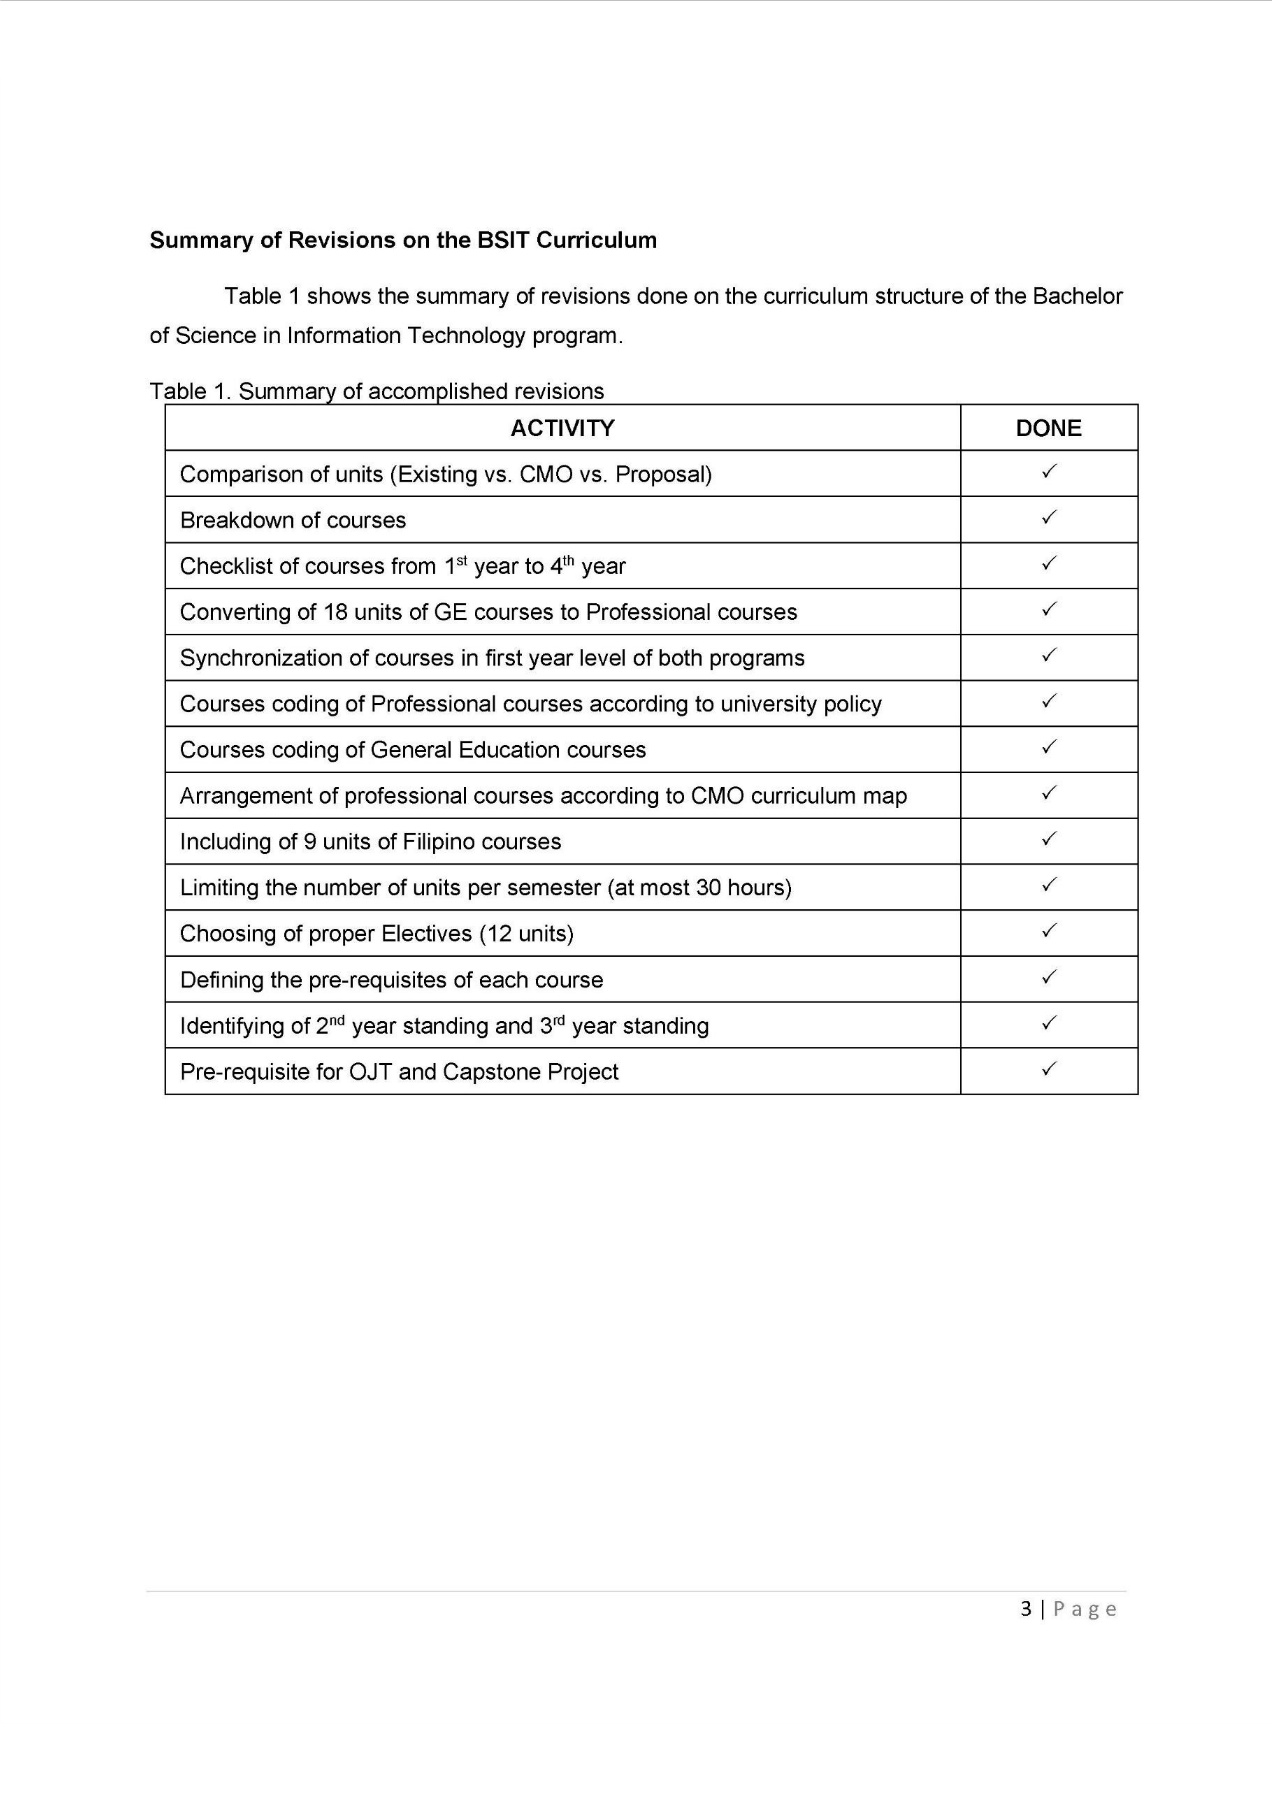 Summary of Revisions on the BSIT Curriculum
Table 1 shows the summary of revisions done on the curriculum structure of the Bachelor
of Science in Information Technology program.
Table 1. Summary of accomplished revisions
ACTIVITY DONE
Comparison of units (Existing vs. CMO vs. Proposal) ✓
Breakdown of courses ✓
Checklist of courses from 1st year to 4th year ✓
Converting of 18 units of GE courses to Professional courses ✓
Synchronization of courses in first year level of both programs ✓
Courses coding of Professional courses according to university policy ✓
Courses coding of General Education courses ✓
Arrangement of professional courses according to CMO curriculum map ✓
Including of 9 units of Filipino courses ✓
Limiting the number of units per semester (at most 30 hours) ✓
Choosing of proper Electives (12 units) ✓
Defining the pre-requisites of each course ✓
Identifying of 2nd year standing and 3rd year standing ✓
Pre-requisite for OJT and Capstone Project ✓
3 | Page